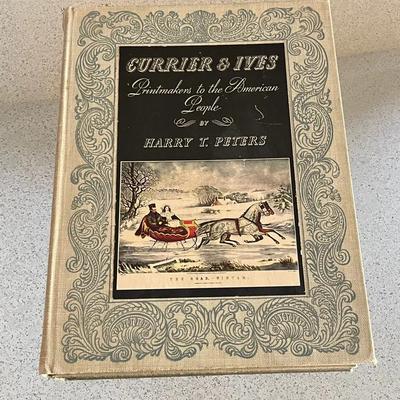 CURRIER & IVES
Printmakers to the American
People
BY
HARRY T. PETERS
THE ROAD,-WINTER.